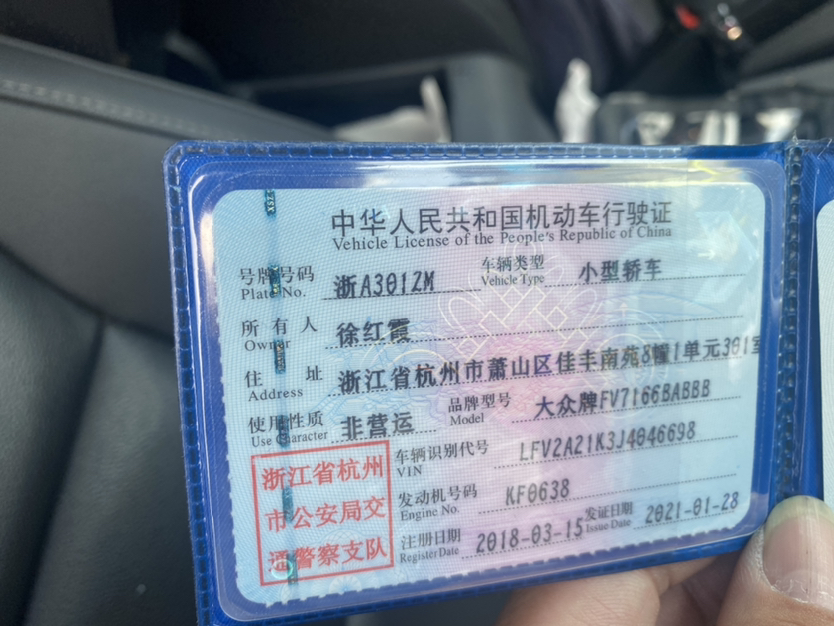 中华人民共和国机动车行驶证
Vehicle License of the People's Republic of China
号牌号码 浙A301ZM 车辆类型 小型轿车
Plate No. Vehicle Type
所有人 徐红霞
Owner
住址 浙江省杭州市萧山区佳丰南苑8幢1单元301室
Address
使用性质 非营运 品牌型号 大众牌FV7166BABBB
Use Character Model
浙江省杭州
市公安局交
通警察支队
车辆识别代号 LFV2A21K3J4046698
VIN
发动机号码 KF0638
Engine No.
注册日期 2018-03-15 发证日期 2021-01-28
Register Date Issue Date